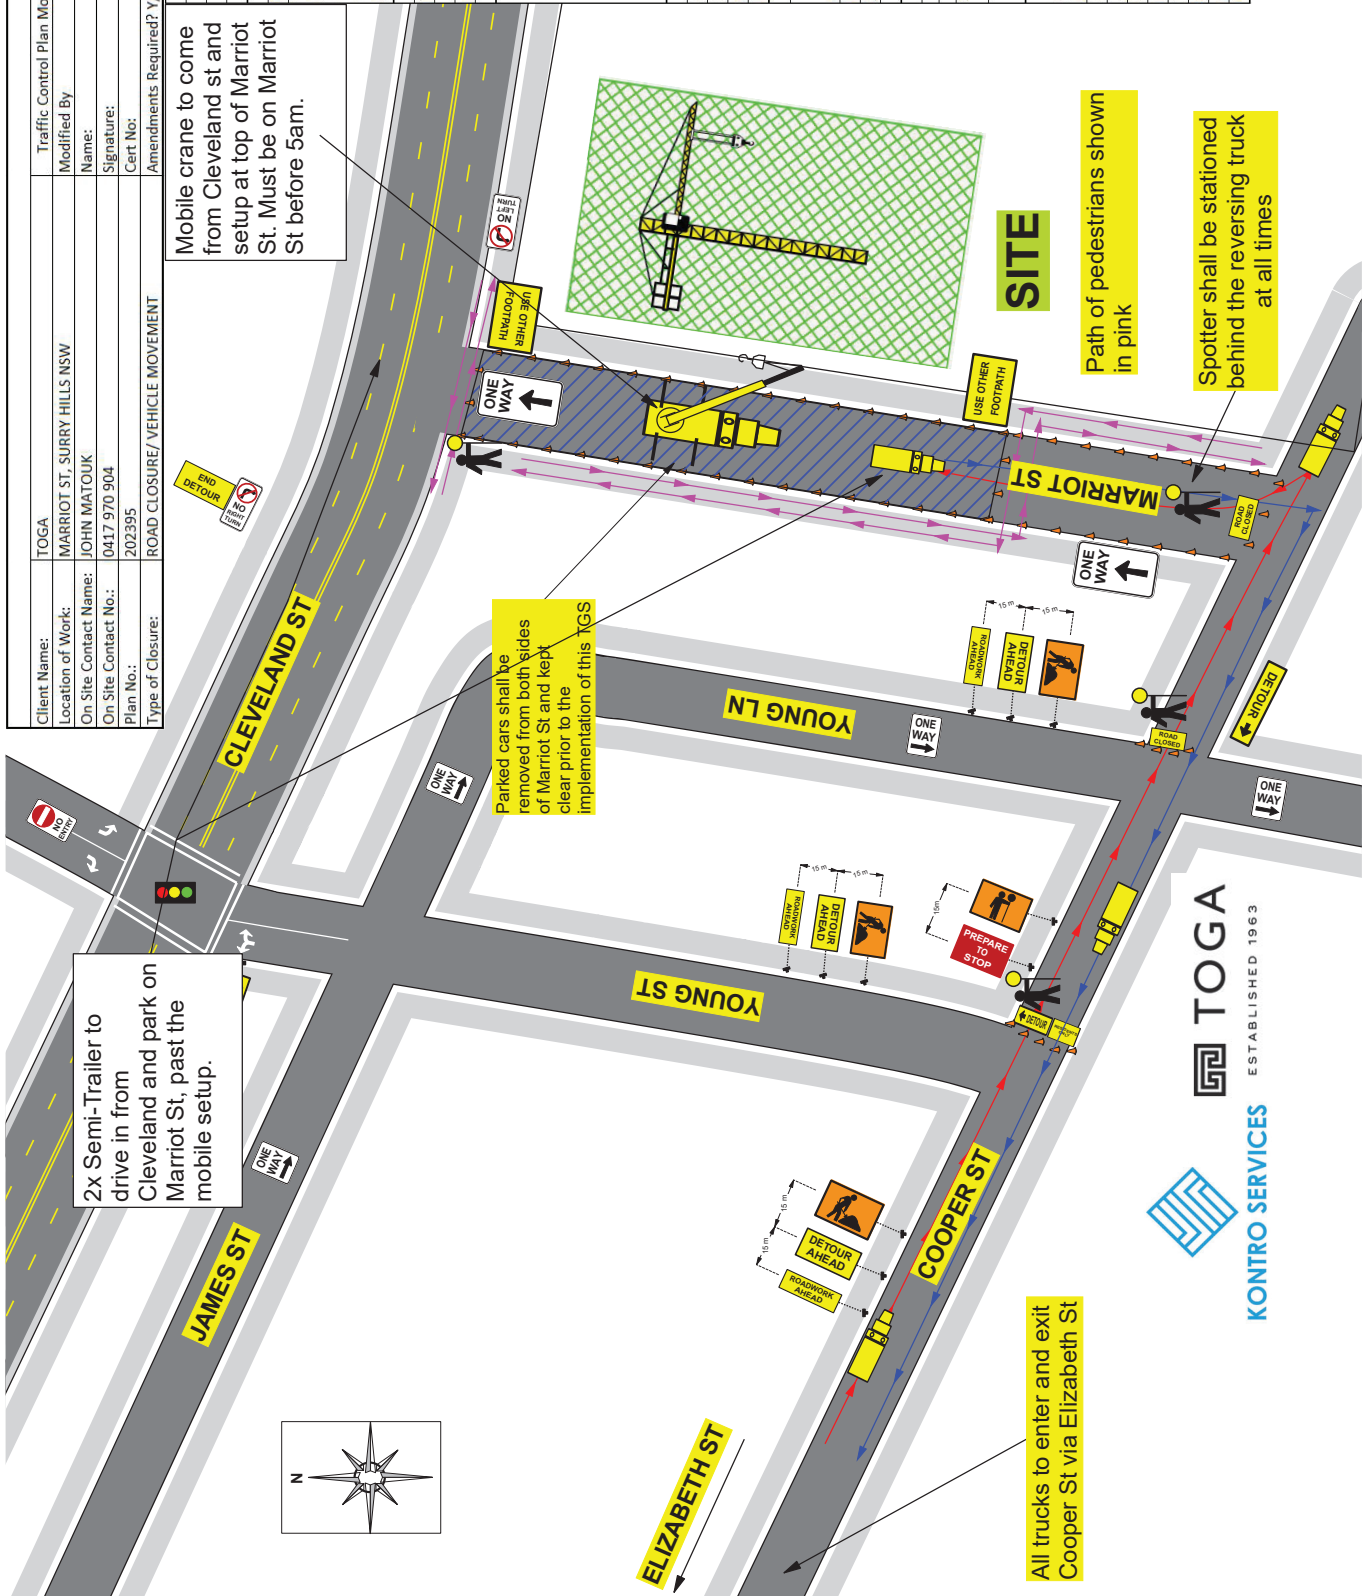 Client Name:
TOGA
Traffic Control Plan Mo
Location of Work:
MARRIOT ST, SURRY HILLS NSW
Modified By
On Site Contact Name:
JOHN MATOUK
Name:
On Site Contact No.:
0417 970 904
Signature:
Plan No.:
202395
Cert No:
Type of Closure:
ROAD CLOSURE/ VEHICLE MOVEMENT
Amendments Required? Y
Mobile crane to come
from Cleveland st and
setup at top of Marriot
St. Must be on Marriot
St before 5am.
END
DETOUR
NO
RIGHT
TURN
NO
LEFT
TURN
CLEVELAND ST
USE OTHER
FOOTPATH
ONE
WAY
NO
ENTRY
2x Semi-Trailer to
drive in from
Cleveland and park on
Marriot St, past the
mobile setup.
ONE
WAY
ONE
WAY
JAMES ST
Parked cars shall be
removed from both sides
of Marriot St and kept
clear prior to the
implementation of this TGS
SITE
Path of pedestrians shown
in pink
USE OTHER
FOOTPATH
MARRIOT ST
Spotter shall be stationed
behind the reversing truck
at all times
ROAD
CLOSED
ONE
WAY
YOUNG LN
ONE
WAY
ROADWORK
AHEAD
DETOUR
AHEAD
15 m
15 m
ROAD
CLOSED
DETOUR
ONE
WAY
YOUNG ST
ROADWORK
AHEAD
DETOUR
AHEAD
15 m
15 m
PREPARE
TO
STOP
15m
DETOUR
COOPER ST
ROADWORK
AHEAD
DETOUR
AHEAD
15 m
15 m
N
ELIZABETH ST
All trucks to enter and exit
Cooper St via Elizabeth St
KONTRO SERVICES
TOGA
ESTABLISHED 1963